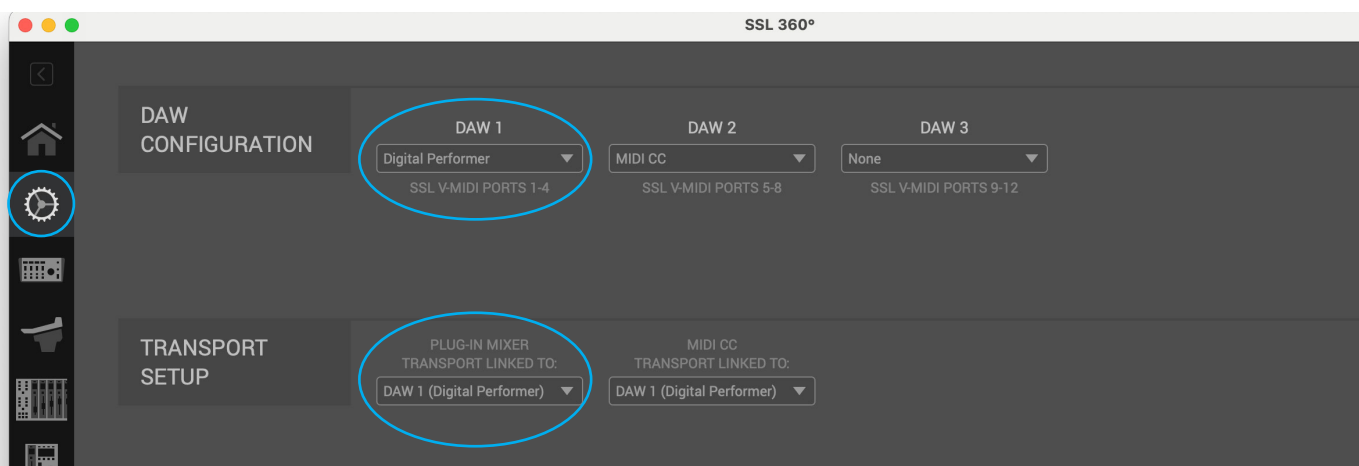 SSL 360°
DAW
CONFIGURATION
DAW 1
Digital Performer
SSL V-MIDI PORTS 1-4
DAW 2
MIDI CC
SSL V-MIDI PORTS 5-8
DAW 3
None
SSL V-MIDI PORTS 9-12
TRANSPORT
SETUP
PLUG-IN MIXER
TRANSPORT LINKED TO:
DAW 1 (Digital Performer)
MIDI CC
TRANSPORT LINKED TO:
DAW 1 (Digital Performer)